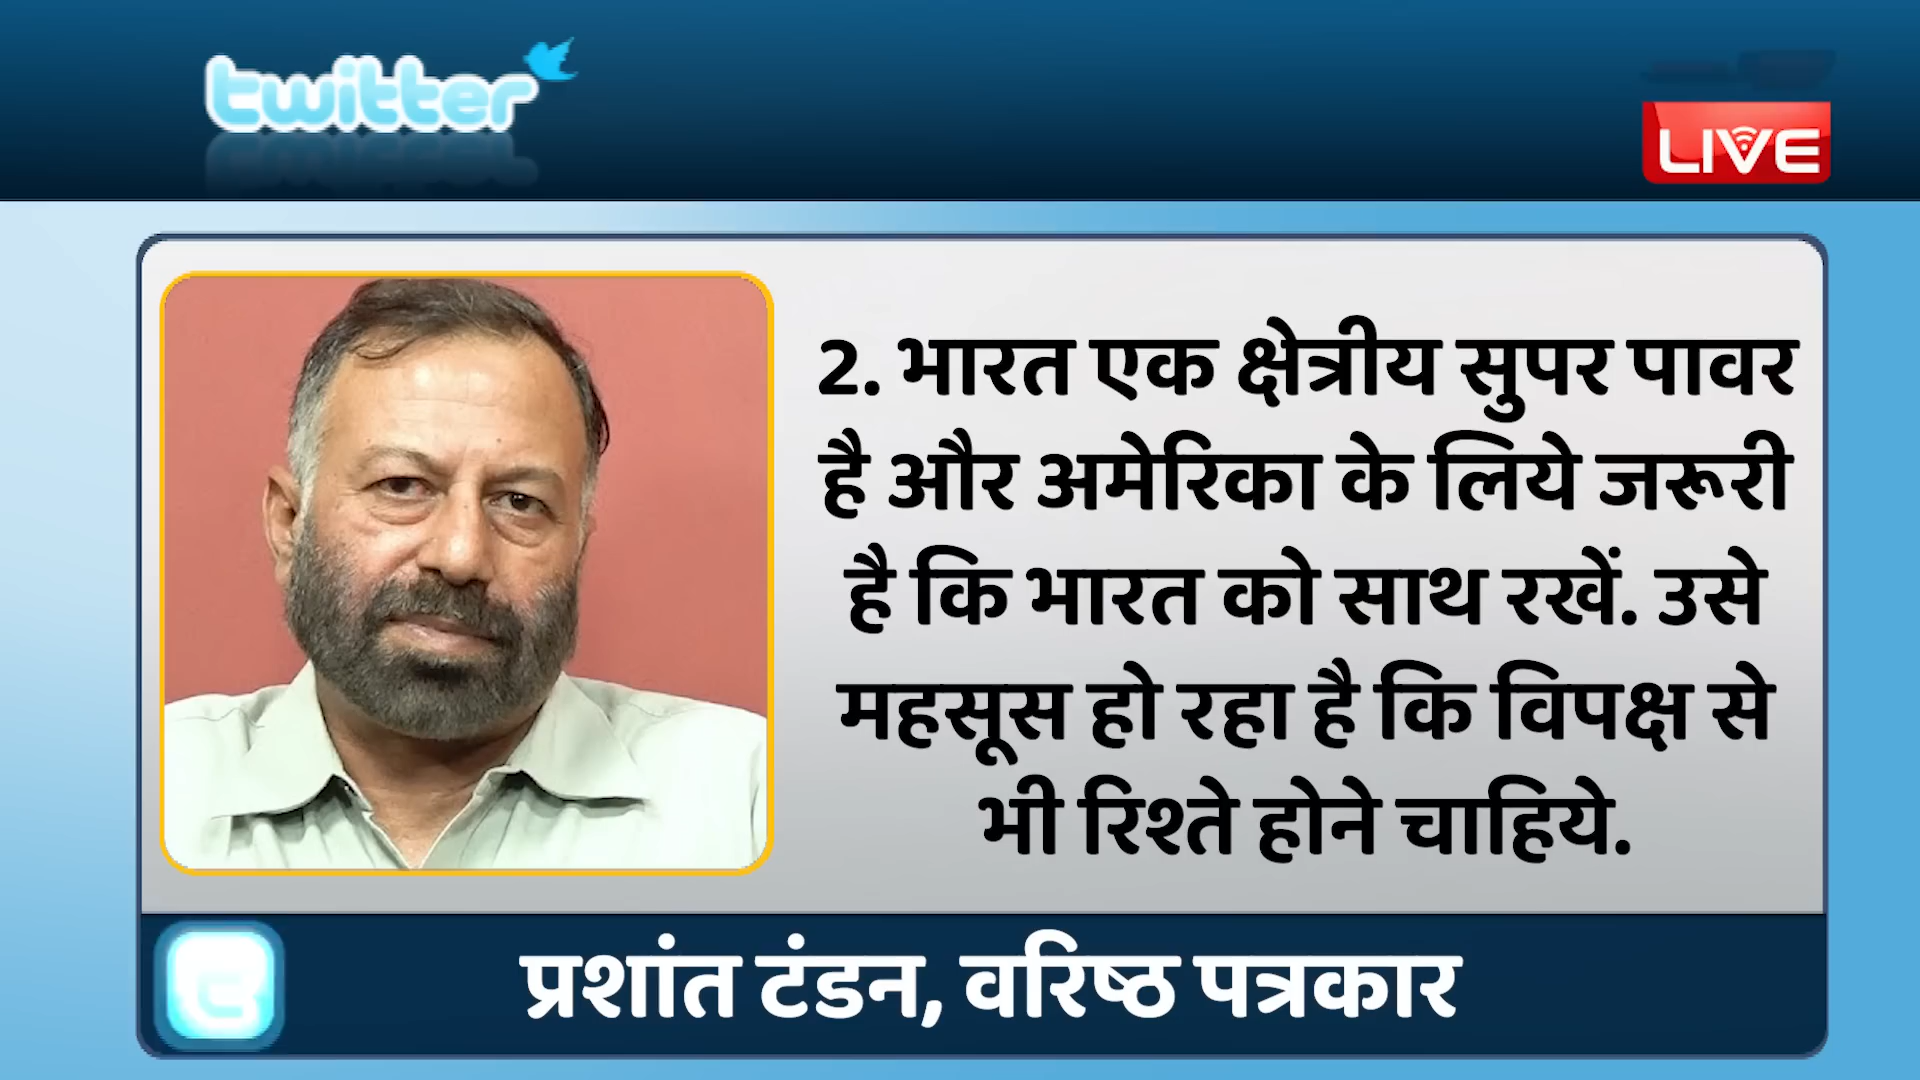 twitter
LIVE
2. भारत एक क्षेत्रीय सुपर पावर
है और अमेरिका के लिये जरूरी
है कि भारत को साथ रखें. उसे
महसूस हो रहा है कि विपक्ष से
भी रिश्ते होने चाहिये.
प्रशांत टंडन, वरिष्ठ पत्रकार